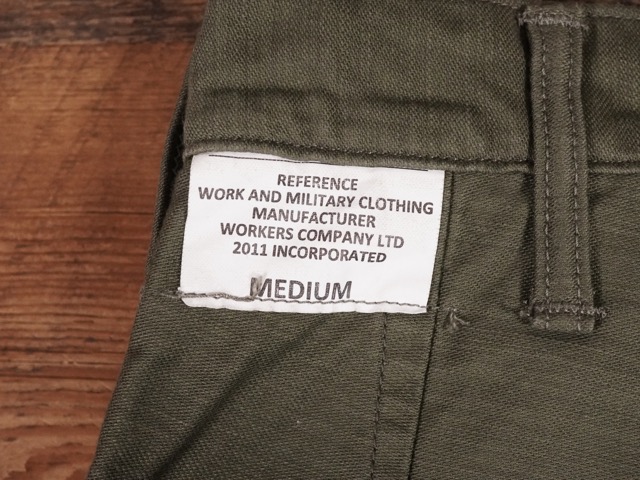 REFERENCE
WORK AND MILITARY CLOTHING
MANUFACTURER
WORKERS COMPANY LTD
2011 INCORPORATED
MEDIUM